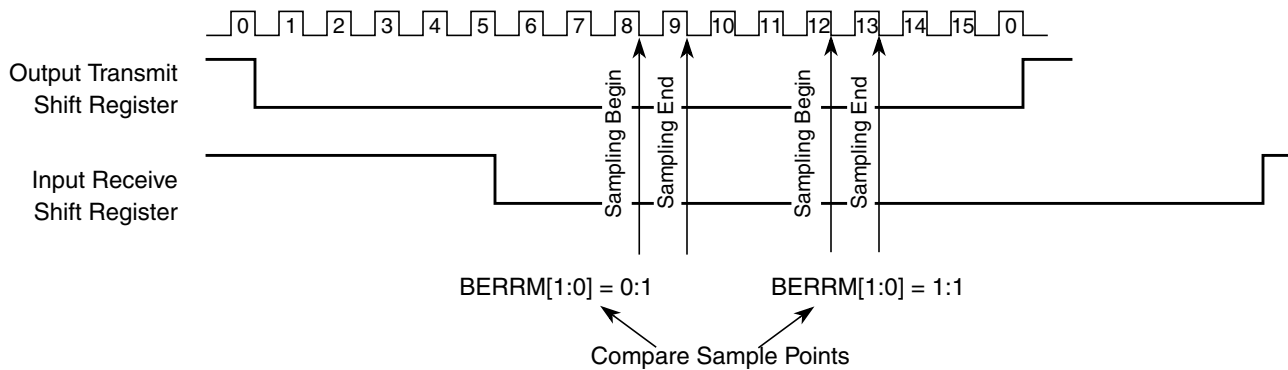 0 1 2 3 4 5 6 7 8 9 10 11 12 13 14 15 0
Output Transmit
Shift Register
Input Receive
Shift Register
Sampling Begin
Sampling End
Sampling Begin
Sampling End
BERRM[1:0] = 0:1
BERRM[1:0] = 1:1
Compare Sample Points